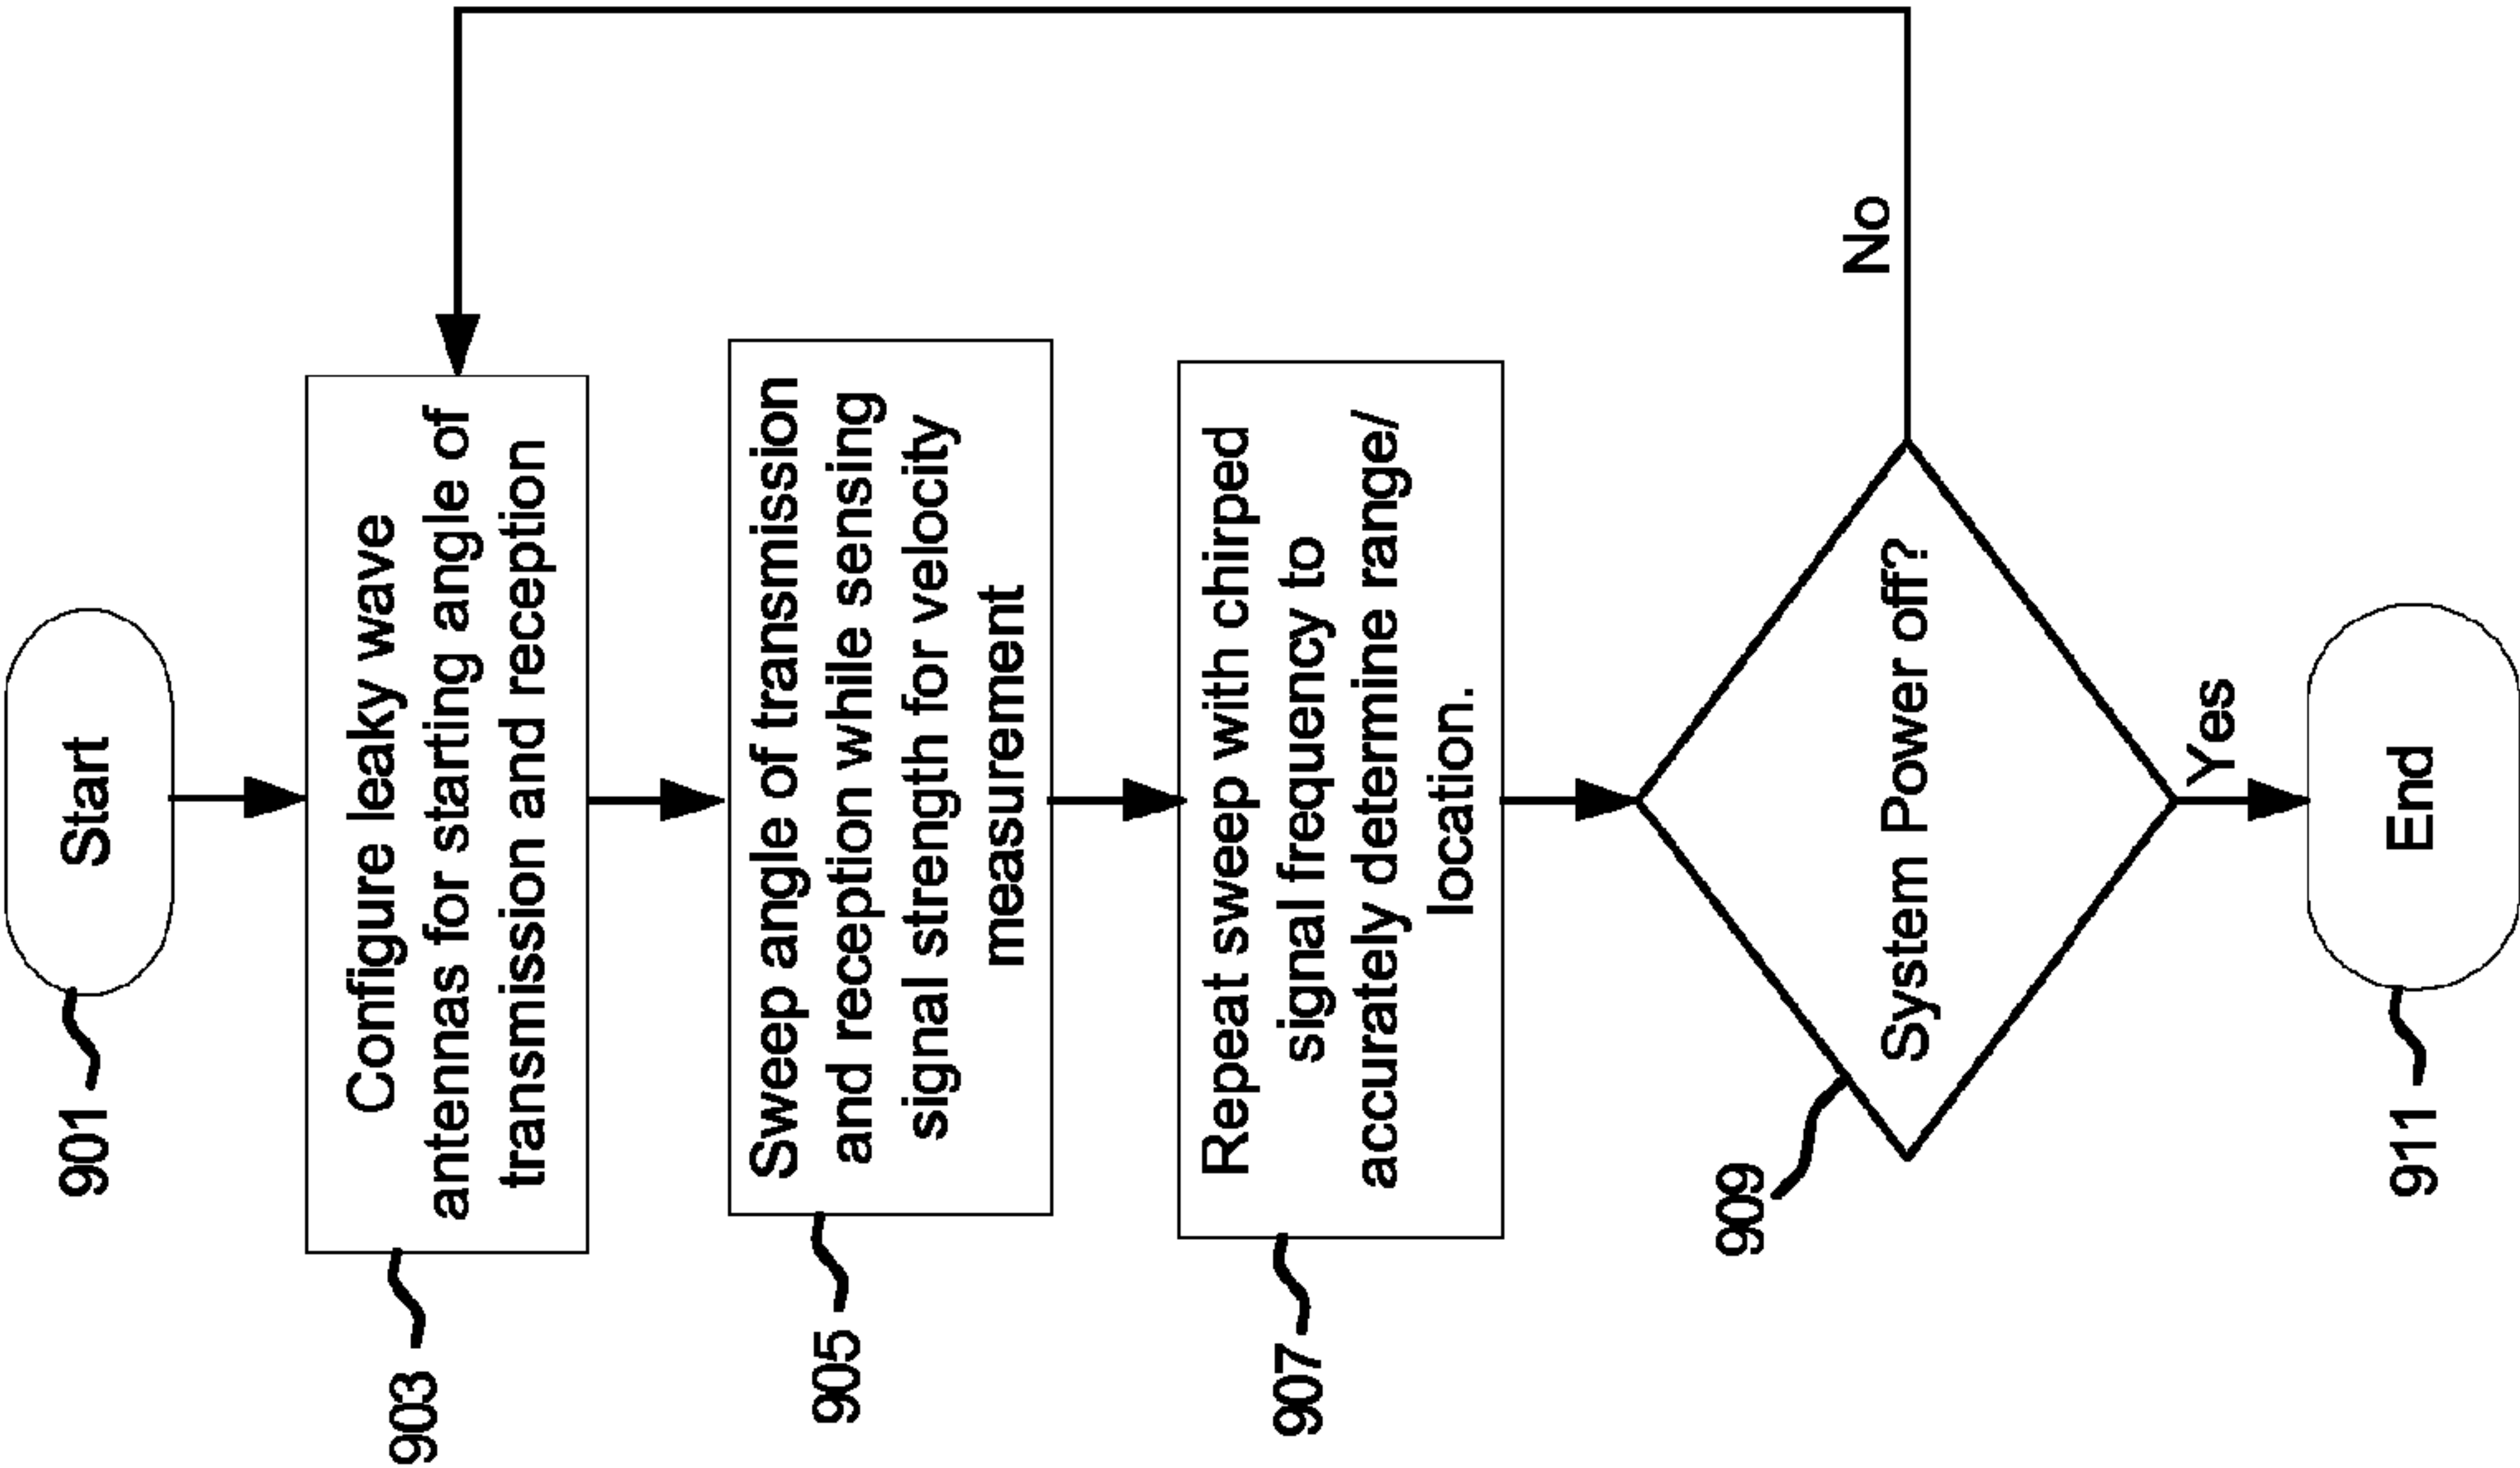 901
Start
903
Configure leaky wave
antennas for starting angle of
transmission and reception
905
Sweep angle of transmission
and reception while sensing
signal strength for velocity
measurement
907
Repeat sweep with chirped
signal frequency to
accurately determine range/
location.
909
System Power off?
No
Yes
911
End